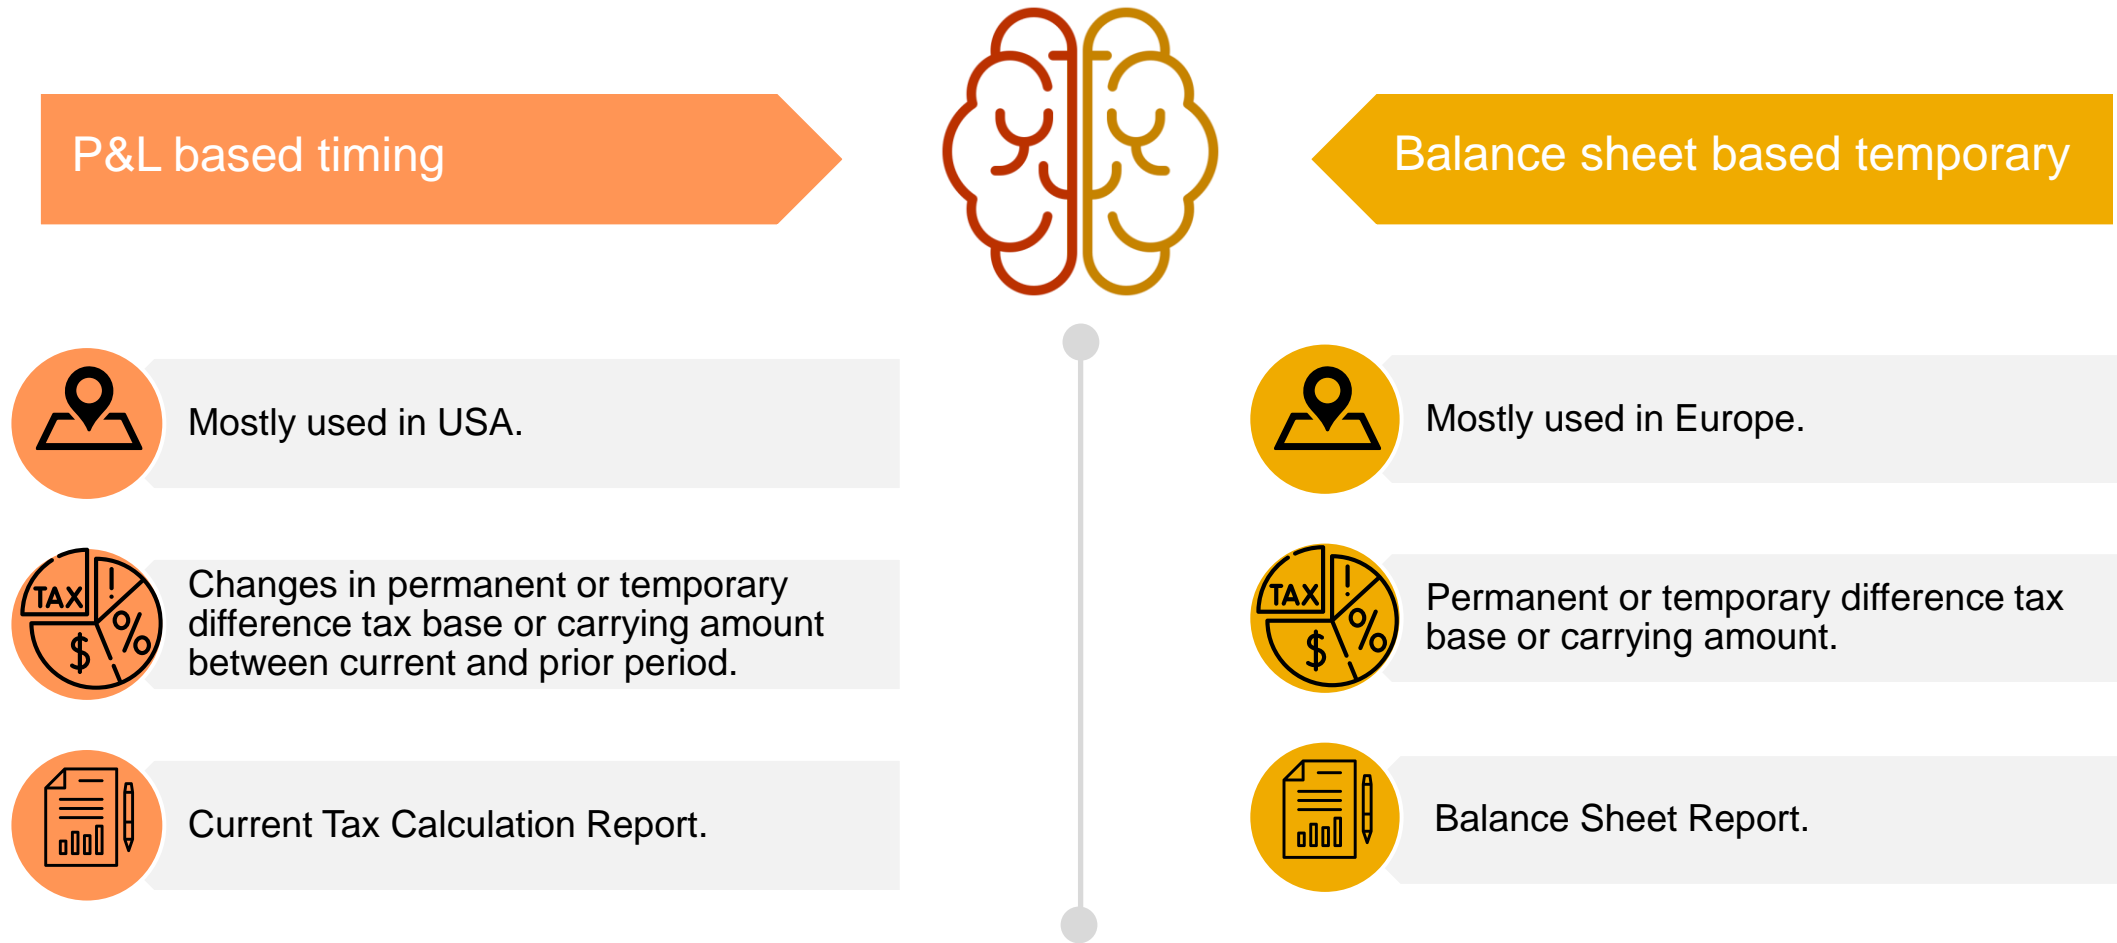 P&L based timing
Balance sheet based temporary
Mostly used in USA.
TAX ! % $
Changes in permanent or temporary
difference tax base or carrying amount
between current and prior period.
Current Tax Calculation Report.
Mostly used in Europe.
TAX ! % $
Permanent or temporary difference tax
base or carrying amount.
Balance Sheet Report.